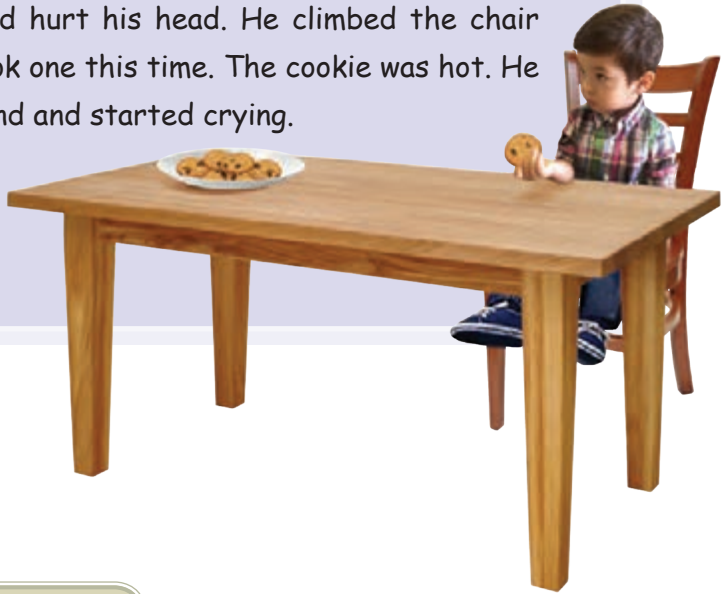 hurt his head. He climbed the chair
one this time. The cookie was hot. He
and started crying.